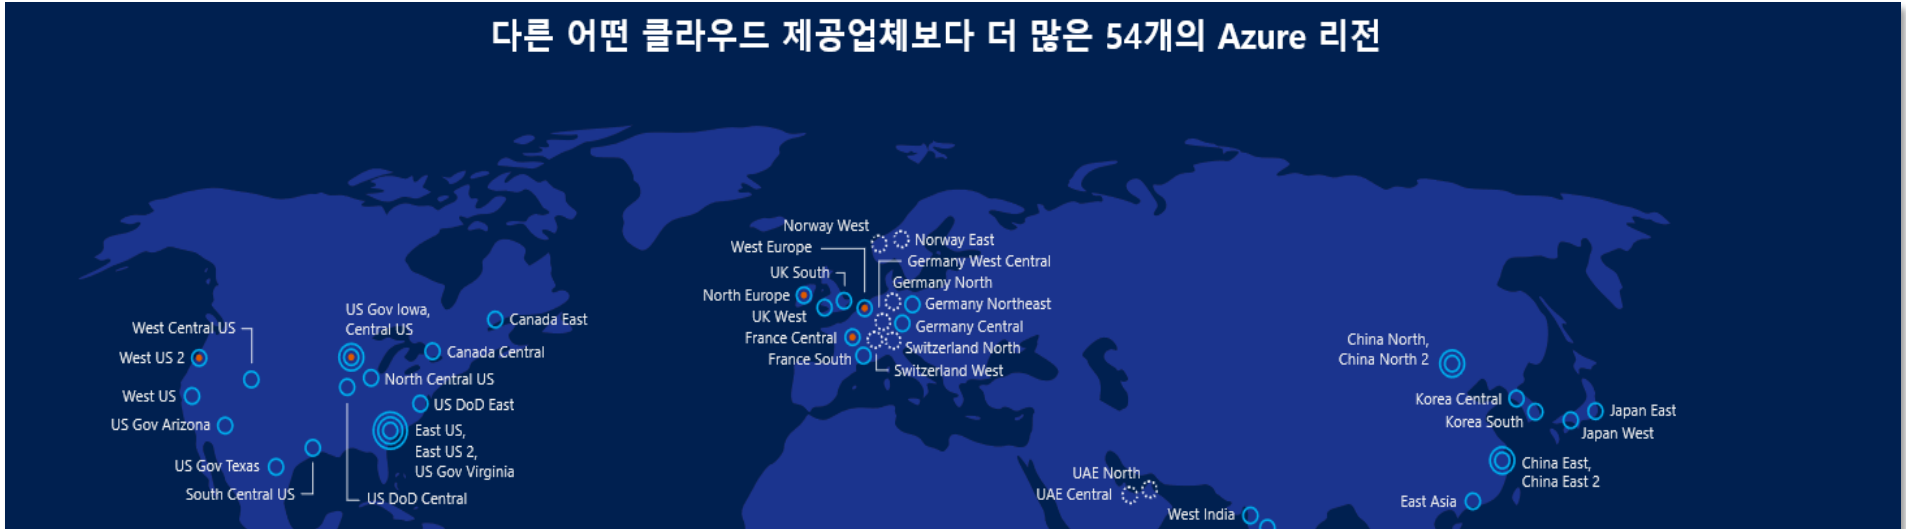 다른 어떤 클라우드 제공업체보다 더 많은 54개의 Azure 리전
Norway West
Norway East
West Europe
Germany West Central
UK South
Germany North
North Europe
Germany Northeast
UK West
Germany Central
France Central
Switzerland North
France South
Switzerland West
US Gov Iowa,
Central US
Canada East
West Central US
West US 2
Canada Central
North Central US
West US
US DoD East
US Gov Arizona
East US,
East US 2,
US Gov Virginia
US Gov Texas
South Central US
US DoD Central
China North,
China North 2
Korea Central
Korea South
Japan East
Japan West
China East,
China East 2
East Asia
UAE North
UAE Central
West India